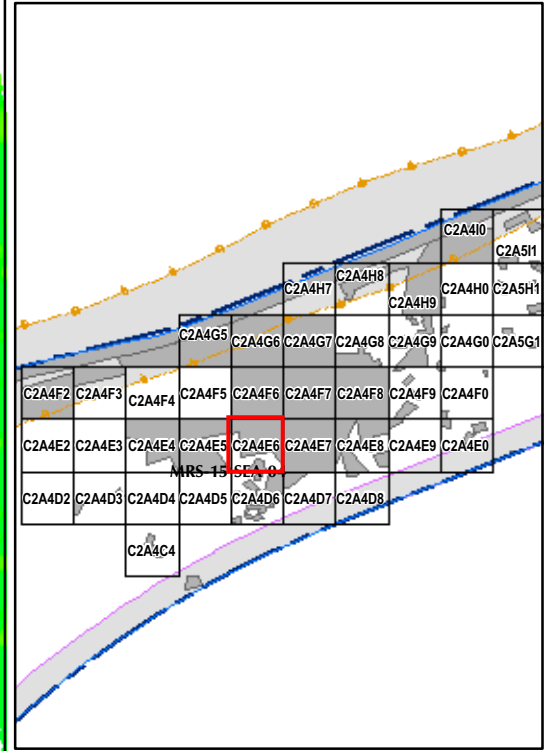 C2A4I0
C2A5I1
C2A4H7 C2A4H8 C2A4H9 C2A4H0 C2A5H1
C2A4G5 C2A4G6 C2A4G7 C2A4G8 C2A4G9 C2A4G0 C2A5G1
C2A4F2 C2A4F3 C2A4F4 C2A4F5 C2A4F6 C2A4F7 C2A4F8 C2A4F9 C2A4F0
C2A4E2 C2A4E3 C2A4E4 C2A4E5 C2A4E6 C2A4E7 C2A4E8 C2A4E9 C2A4E0
MRS-15-SEA-0
C2A4D2 C2A4D3 C2A4D4 C2A4D5 C2A4D6 C2A4D7 C2A4D8
C2A4C4